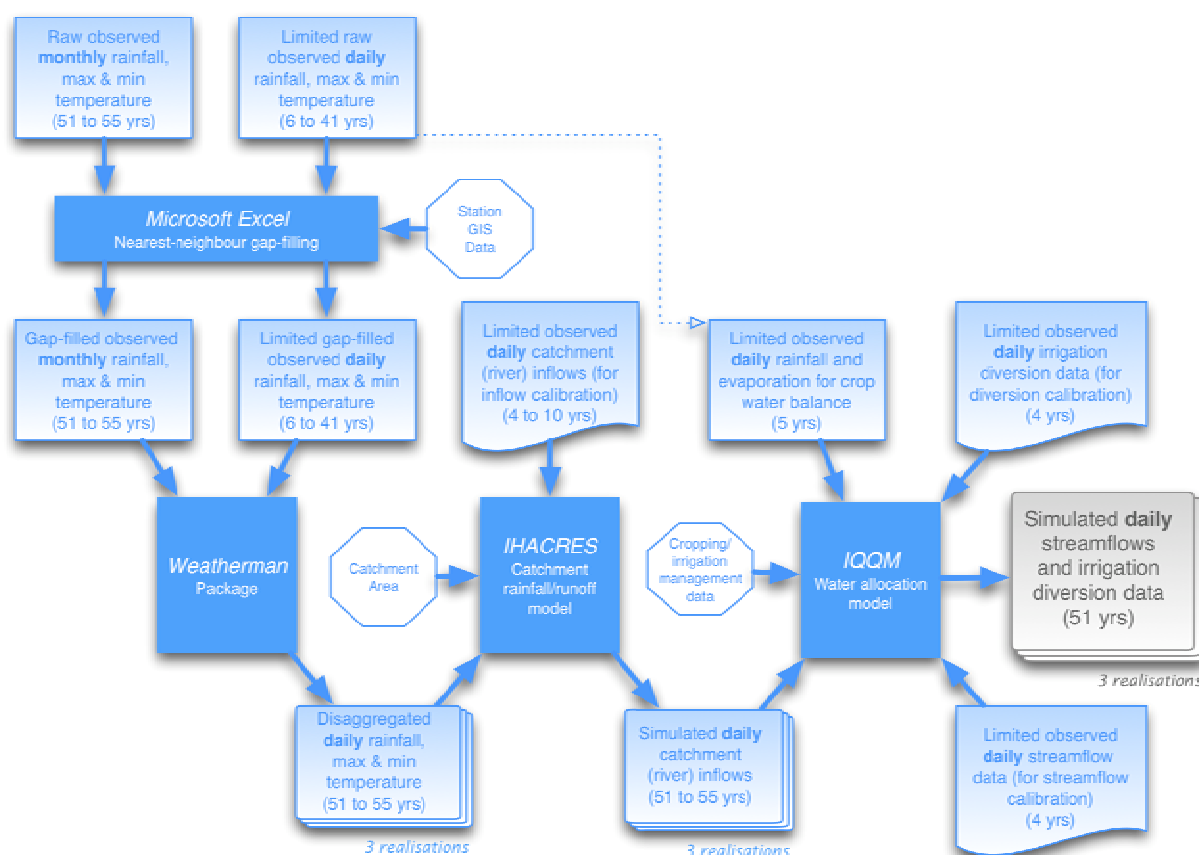 Raw observed
monthly rainfall,
max & min
temperature
(51 to 55 yrs)
Limited raw
observed daily
rainfall, max & min
temperature
(6 to 41 yrs)
Microsoft Excel
Nearest-neighbour gap-filling
Station
GIS
Data
Gap-filled observed
monthly rainfall,
max & min
temperature
(51 to 55 yrs)
Limited gap-filled
observed daily
rainfall, max & min
temperature
(6 to 41 yrs)
Limited observed
daily catchment
(river) inflows (for
inflow calibration)
(4 to 10 yrs)
Limited observed
daily rainfall and
evaporation for crop
water balance
(5 yrs)
Limited observed
daily irrigation
diversion data (for
diversion calibration)
(4 yrs)
Weatherman
Package
Catchment
Area
IHACRES
Catchment
rainfall/runoff
model
Cropping/
irrigation
management
data
IQQM
Water allocation
model
Simulated daily
streamflows
and irrigation
diversion data
(51 yrs)
3 realisations
Disaggregated
daily rainfall,
max & min
temperature
(51 to 55 yrs)
3 realisations
Simulated daily
catchment
(river) inflows
(51 to 55 yrs)
3 realisations
Limited observed
daily streamflow
data (for streamflow
calibration)
(4 yrs)